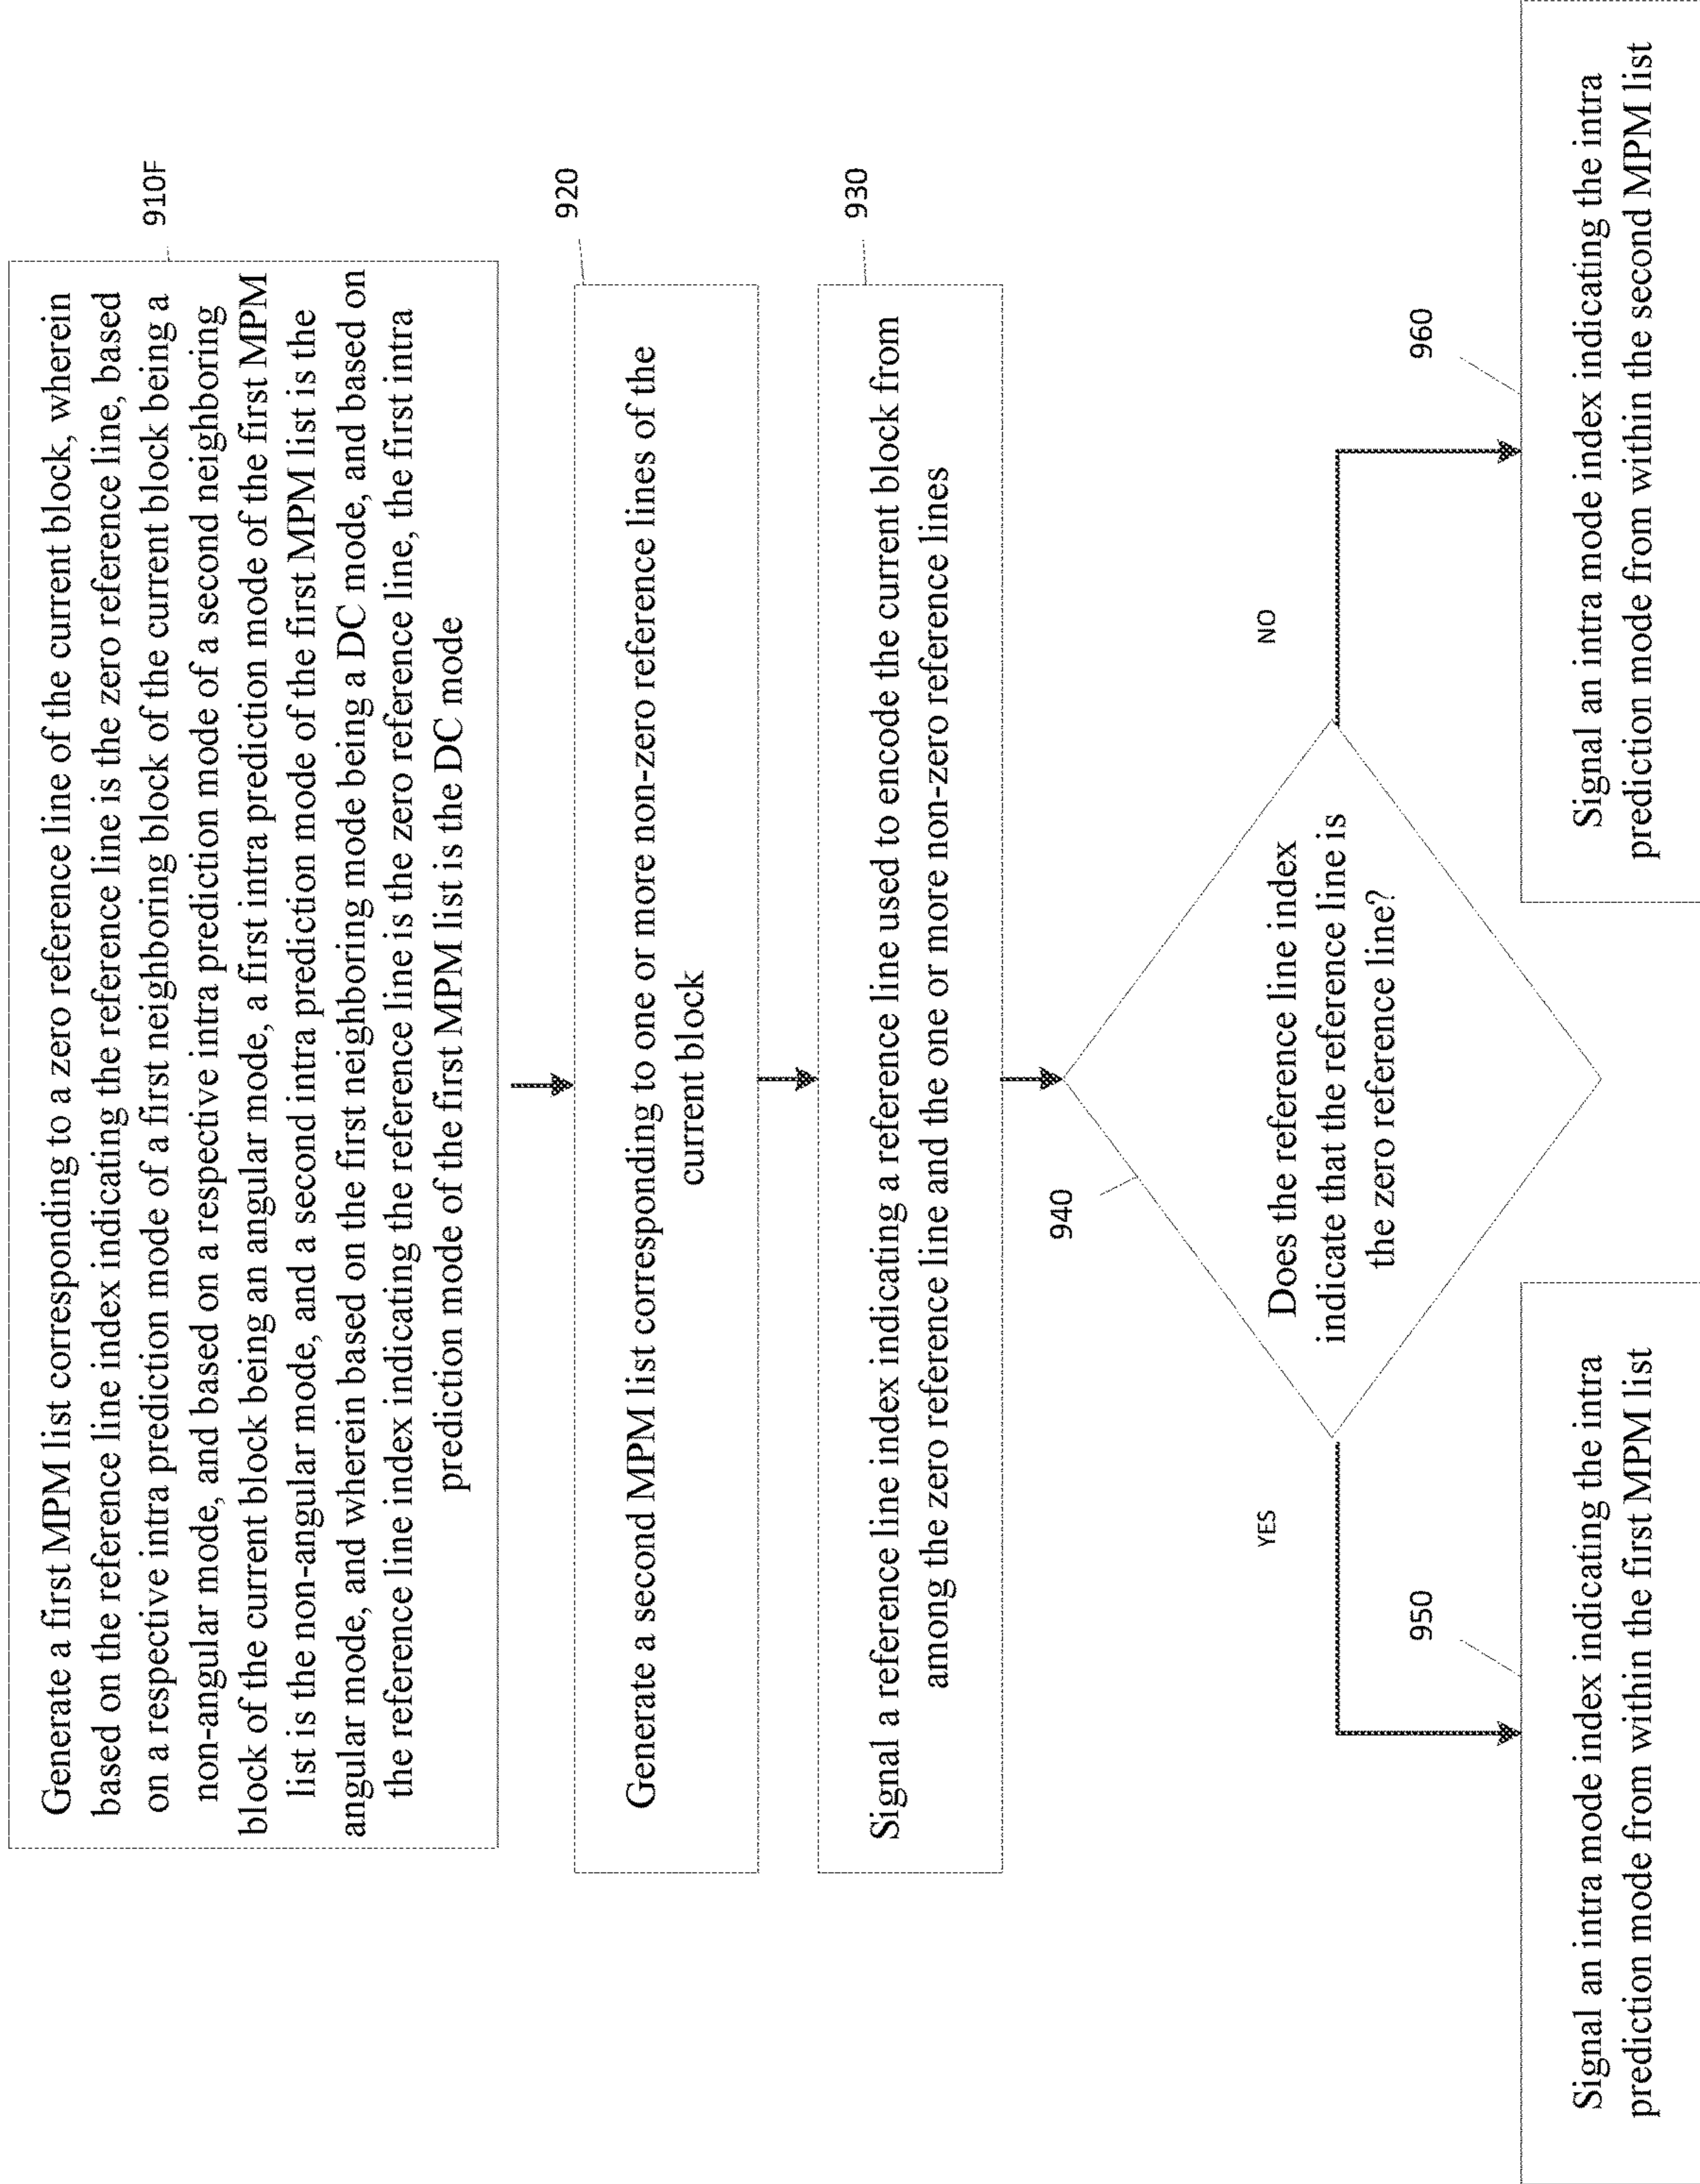 Generate a first MPM list corresponding to a zero reference line of the current block, wherein
based on the reference line index indicating the reference line is the zero reference line, based
on a respective intra prediction mode of a first neighboring block of the current block being a
non-angular mode, and based on a respective intra prediction mode of a second neighboring
block of the current block being an angular mode, a first intra prediction mode of the first MPM
list is the non-angular mode, and a second intra prediction mode of the first MPM list is the
angular mode, and wherein based on the first neighboring mode being a DC mode, and based on
the reference line index indicating the reference line is the zero reference line, the first intra
prediction mode of the first MPM list is the DC mode
910F
Generate a second MPM list corresponding to one or more non-zero reference lines of the
current block
920
Signal a reference line index indicating a reference line used to encode the current block from
among the zero reference line and the one or more non-zero reference lines
930
940
Does the reference line index
indicate that the reference line is
the zero reference line?
YES
NO
950
Signal an intra mode index indicating the intra
prediction mode from within the first MPM list
960
Signal an intra mode index indicating the intra
prediction mode from within the second MPM list